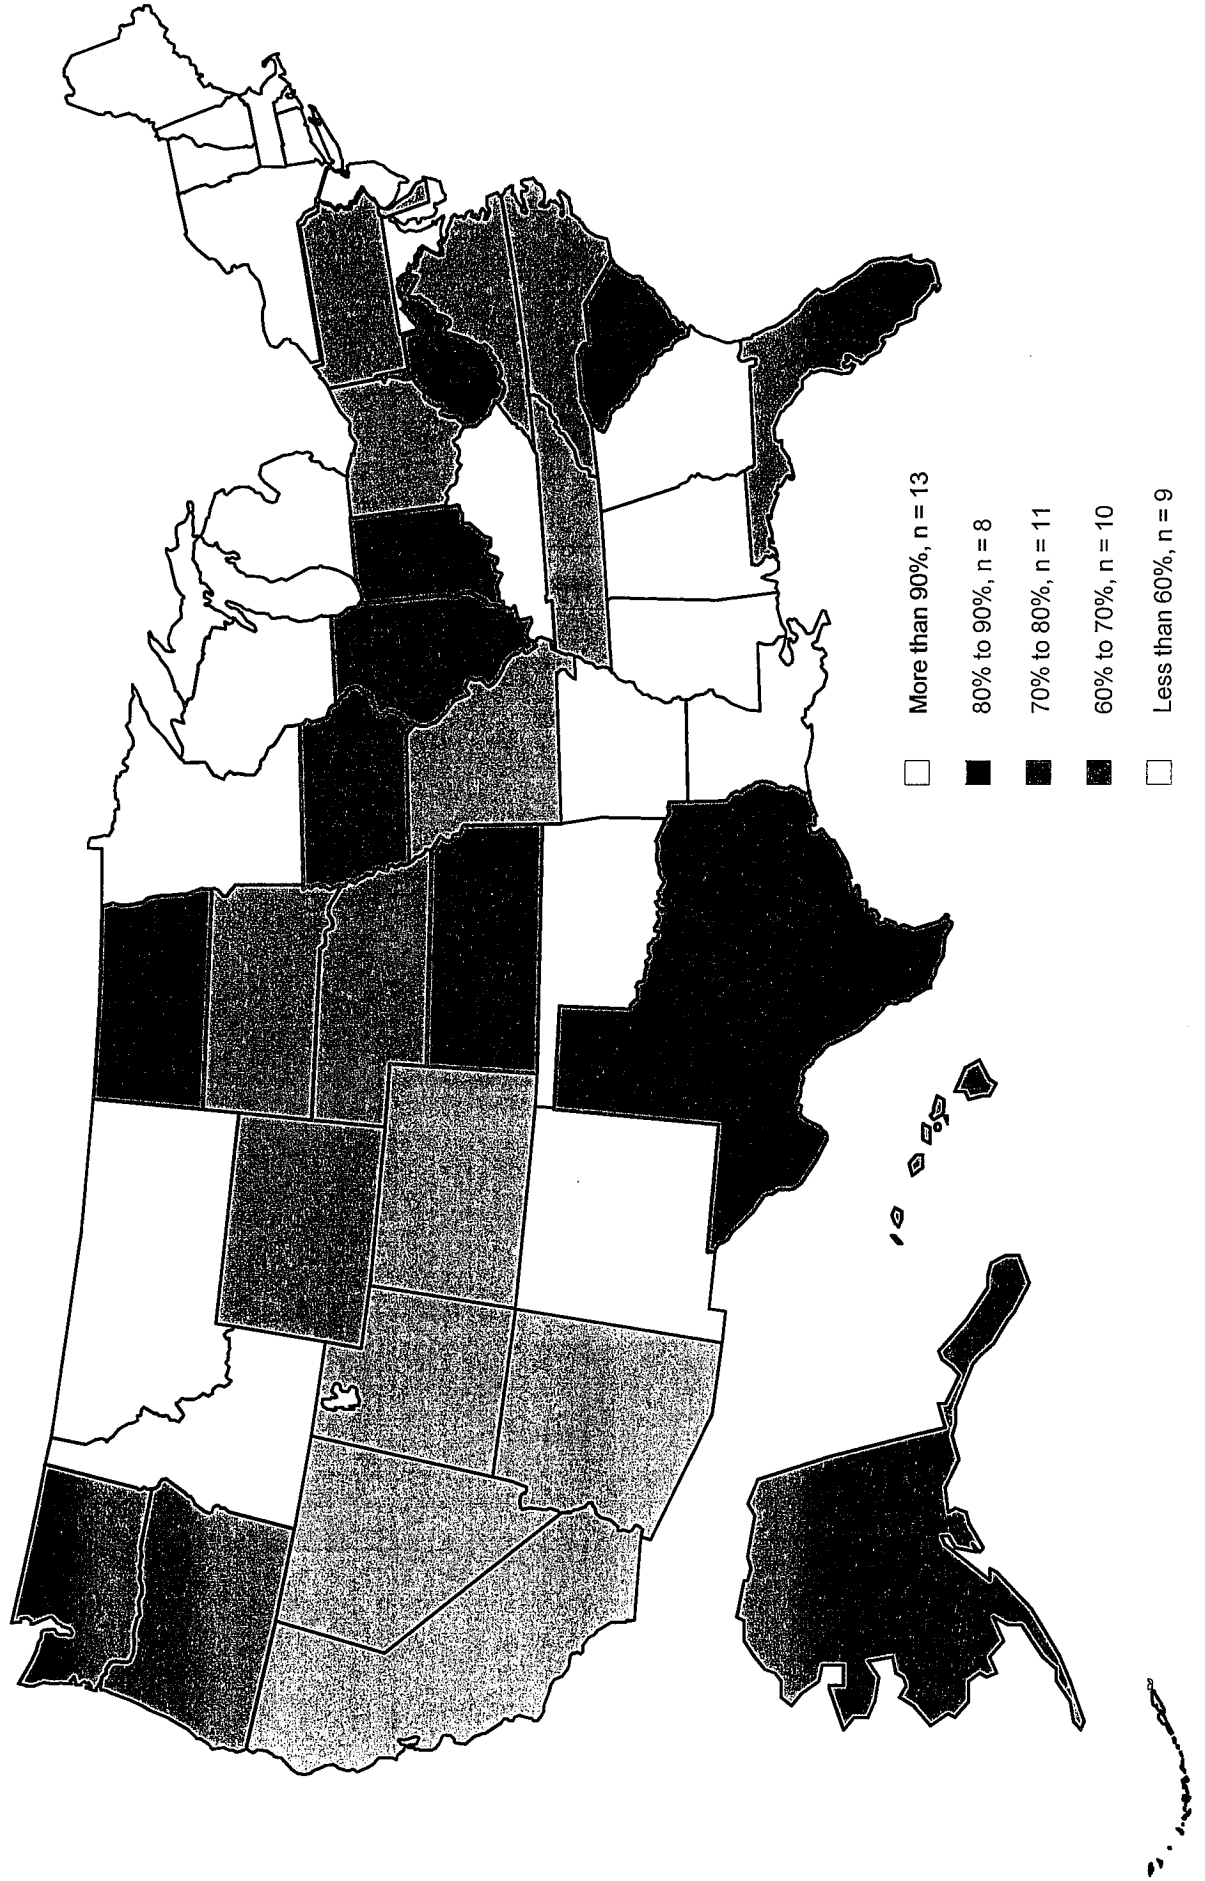 More than 90%, n = 13
80% to 90%, n = 8
70% to 80%, n = 11
60% to 70%, n = 10
Less than 60%, n = 9